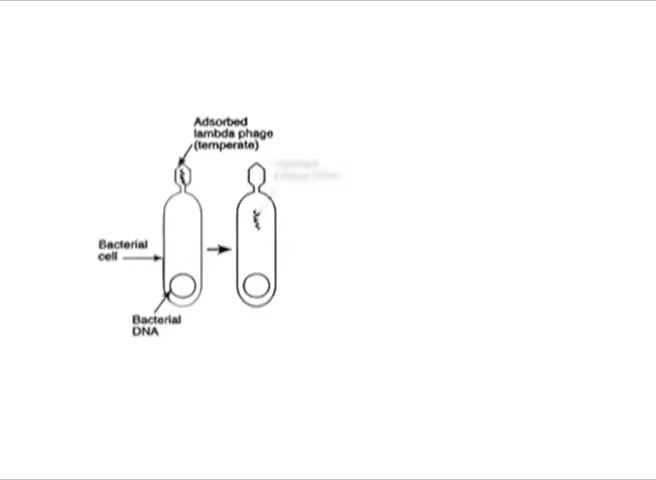 Adsorbed
lambda phage
(temperate)
Bacterial
cell
Bacterial
DNA